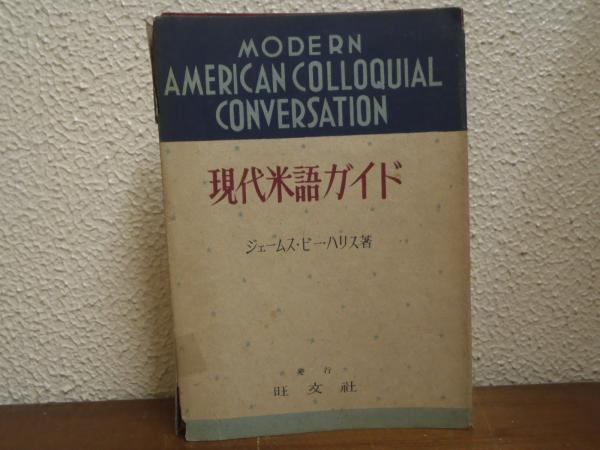 MODERN
AMERICAN COLLOQUIAL
CONVERSATION
現代米語ガイド
ジェームス・ビー・ハリス著
発行
旺文社